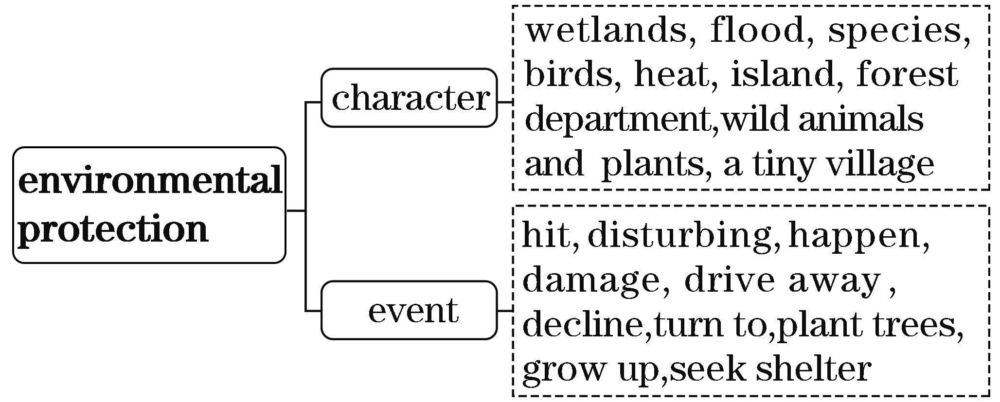 environmental
protection
character
wetlands, flood, species,
birds, heat, island, forest
department,wild animals
and plants, a tiny village
event
hit, disturbing, happen,
damage, drive away ,
decline,turn to,plant trees,
grow up,seek shelter